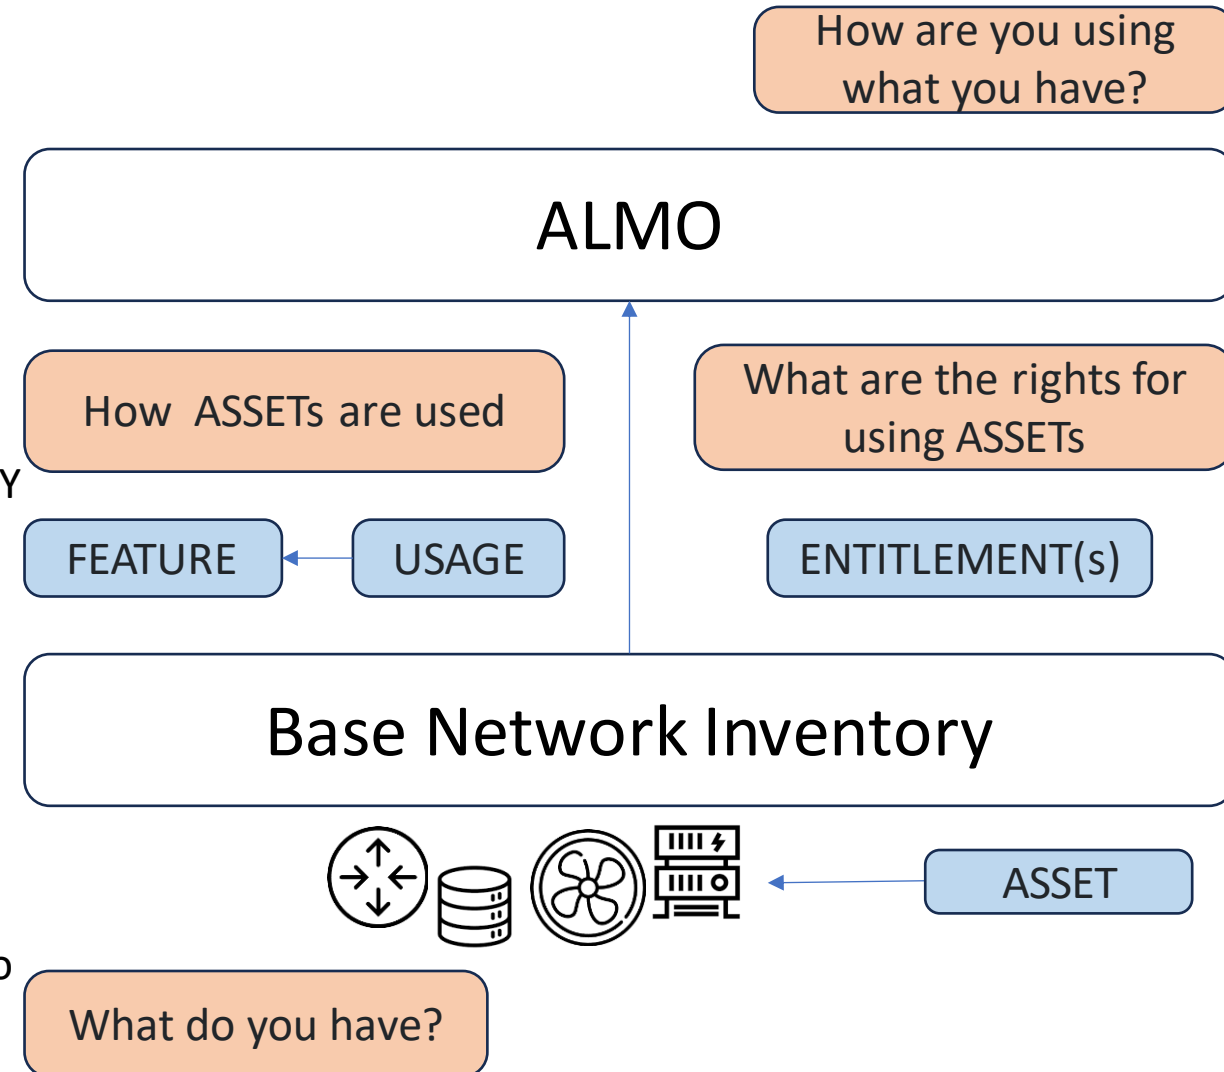 How are you using
what you have?
ALMO
How ASSETs are used
What are the rights for
using ASSETs
Y
FEATURE
USAGE
ENTITLEMENT(s)
Base Network Inventory
ASSET
What do you have?